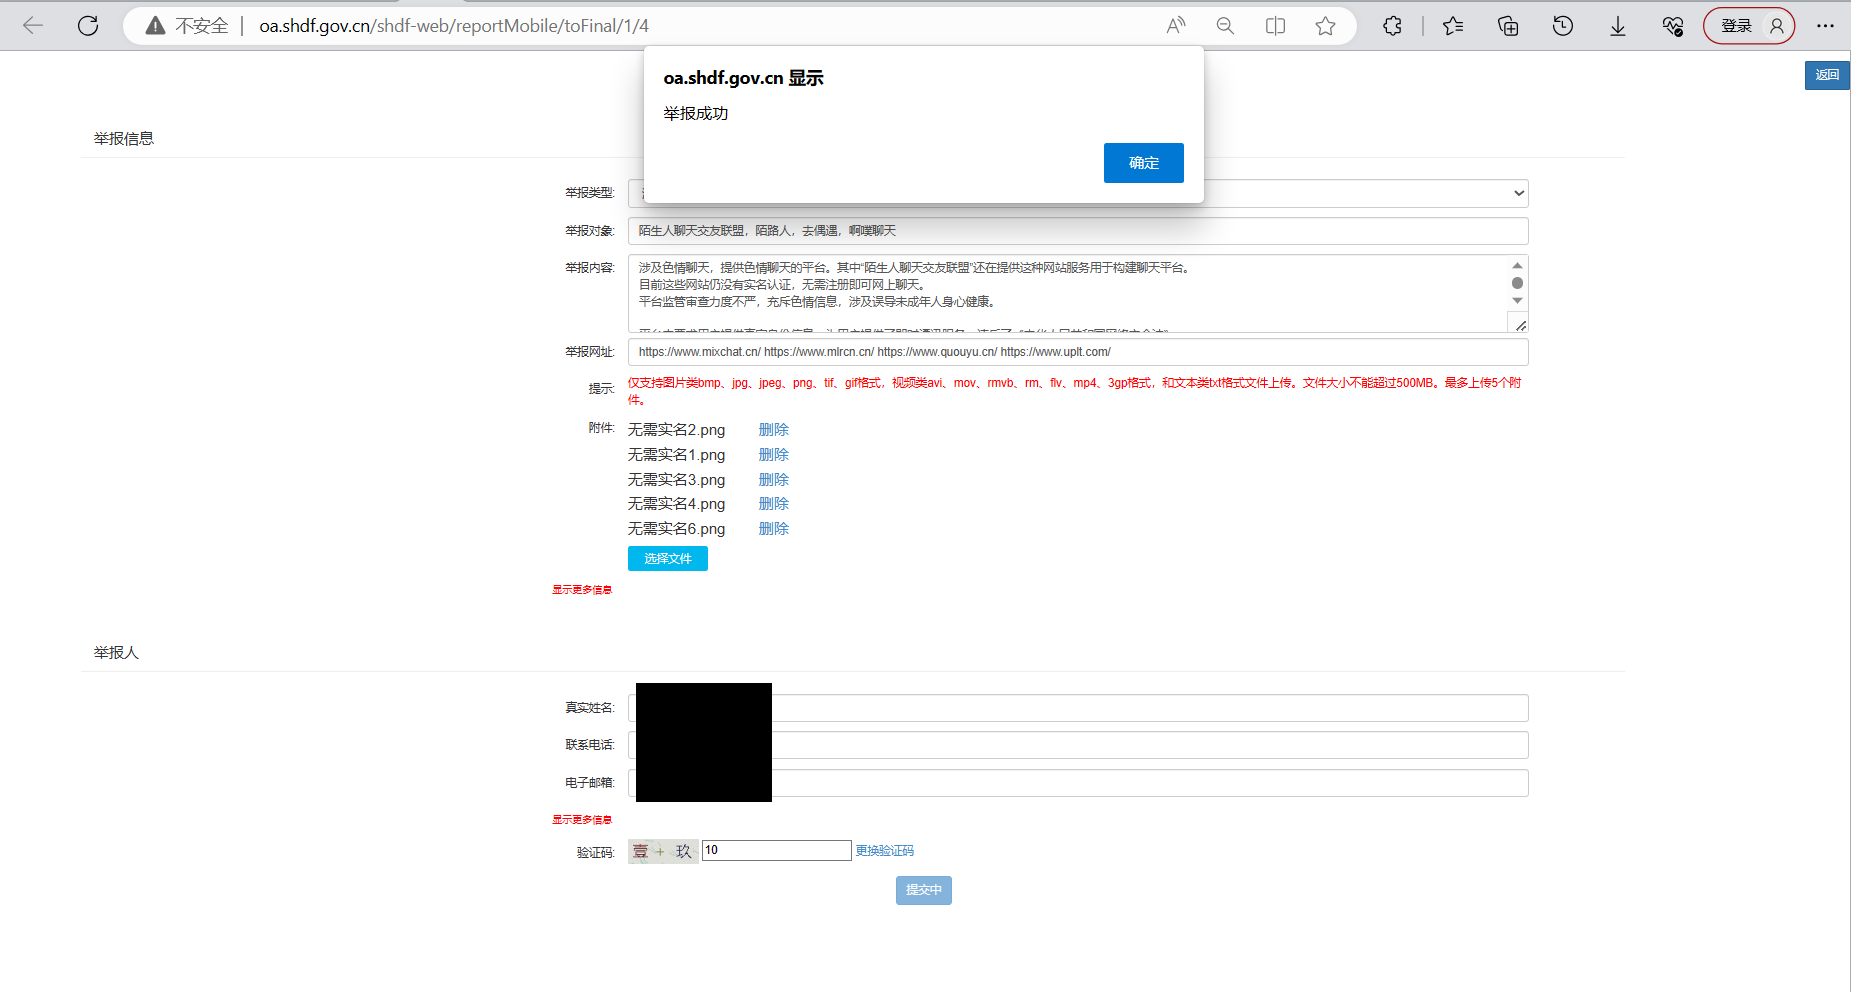 不安全 oa.shdf.gov.cn/shdf-web/reportMobile/toFinal/1/4
登录
oa.shdf.gov.cn 显示
举报成功
确定
返回
举报信息
举报类型:
举报对象: 陌生人聊天交友联盟，陌路人，去偶遇，啊噗聊天
举报内容: 涉及色情聊天，提供色情聊天的平台。其中“陌生人聊天交友联盟”还在提供这种网站服务用于构建聊天平台。
目前这些网站仍没有实名认证，无需注册即可网上聊天。
平台监管审查力度不严，充斥色情信息，涉及误导未成年人身心健康。
举报网址: https://www.mixchat.cn/ https://www.mlrcn.cn/ https://www.quouyu.cn/ https://www.uplt.com/
提示: 仅支持图片类bmp、jpg、jpeg、png、tif、gif格式，视频类avi、mov、rmvb、rm、flv、mp4、3gp格式，和文本类txt格式文件上传。文件大小不能超过500MB。最多上传5个附
件。
附件: 无需实名2.png 删除
无需实名1.png 删除
无需实名3.png 删除
无需实名4.png 删除
无需实名6.png 删除
选择文件
显示更多信息
举报人
真实姓名:
联系电话:
电子邮箱:
显示更多信息
验证码: 壹 + 玖 10 更换验证码
提交中